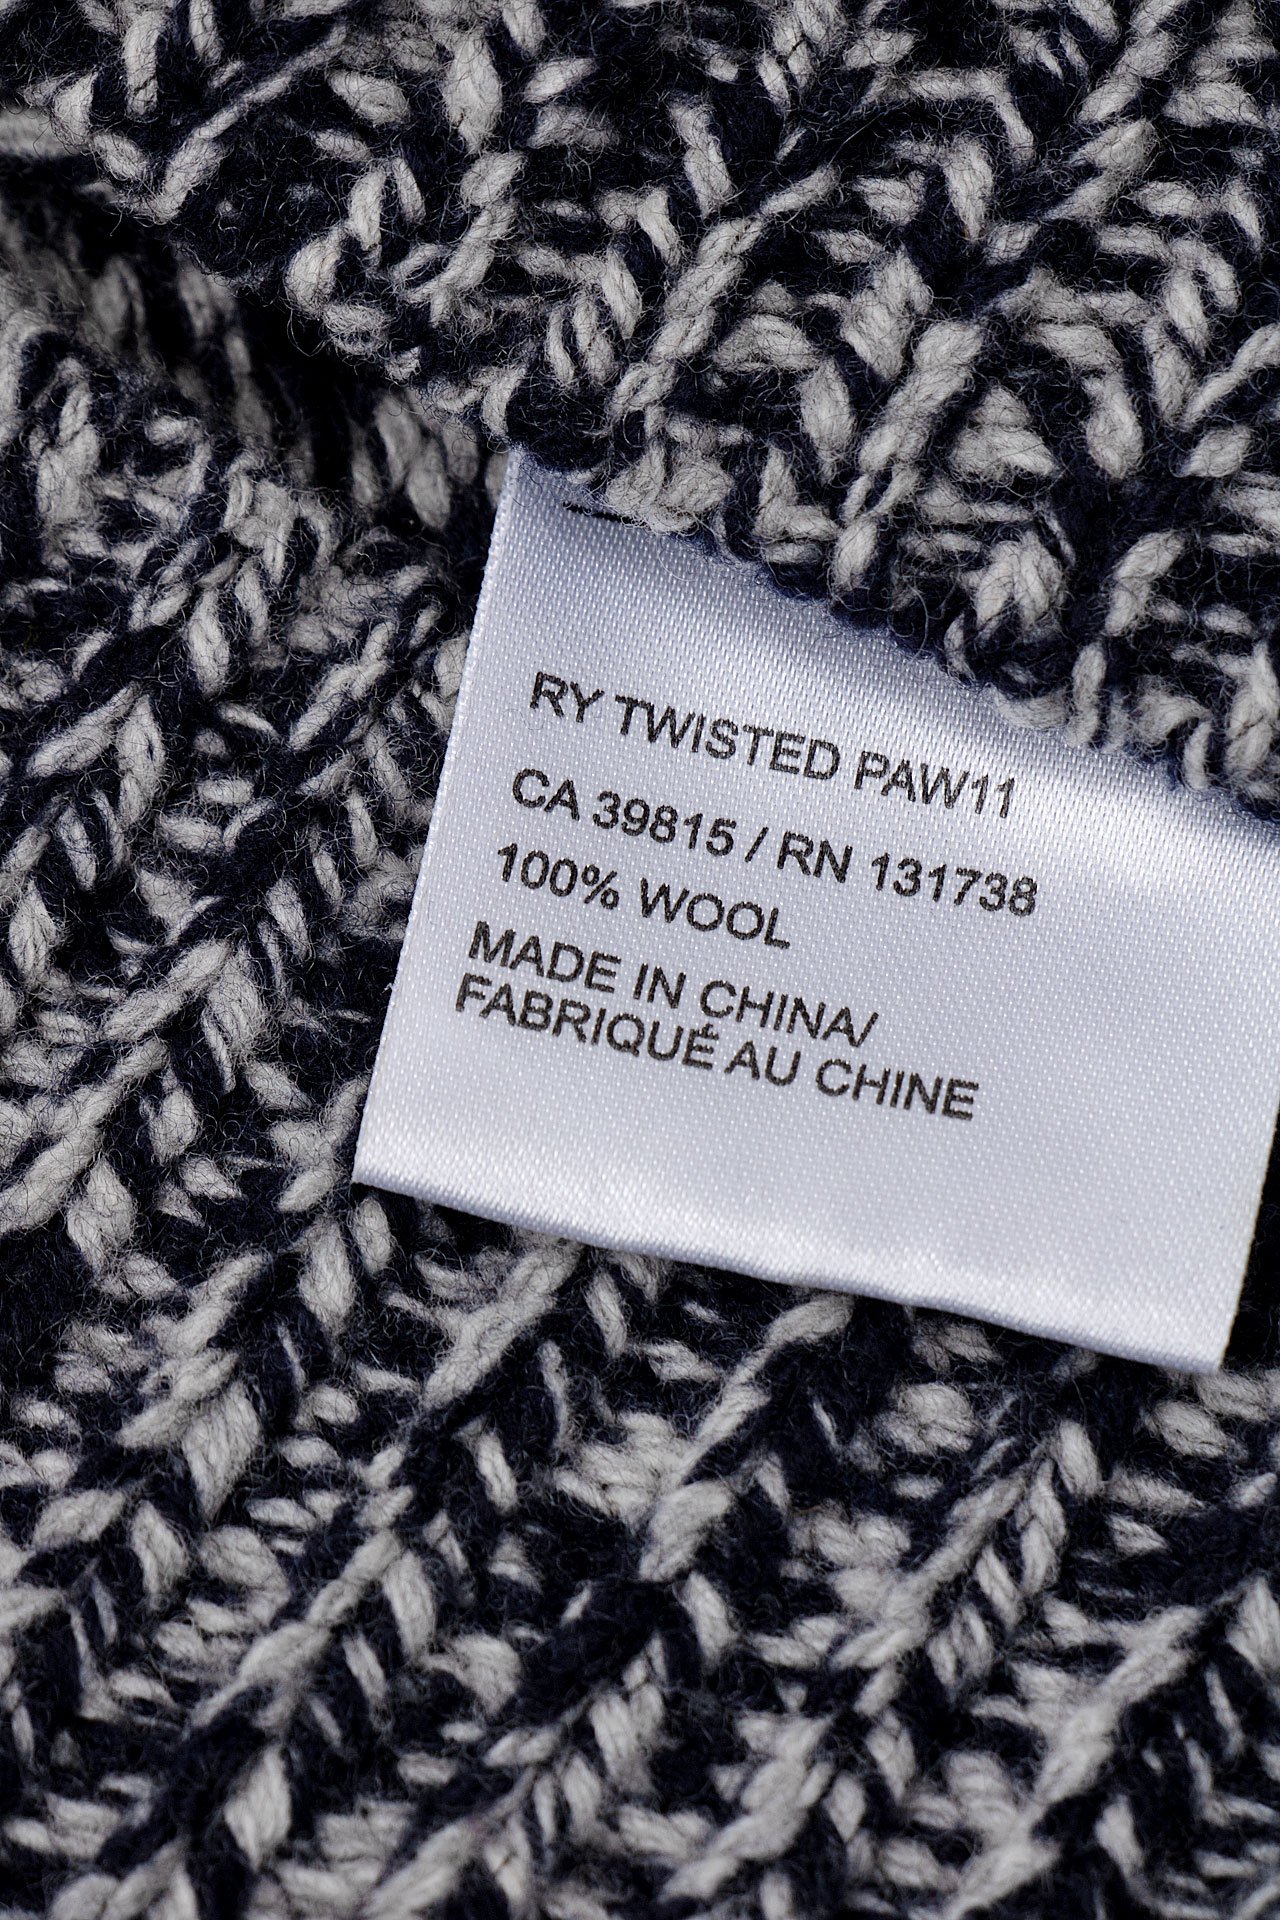 RY TWISTED PAW11
CA 39815 / RN 131738
100% WOOL
MADE IN CHINA/
FABRIQUÉ AU CHINE